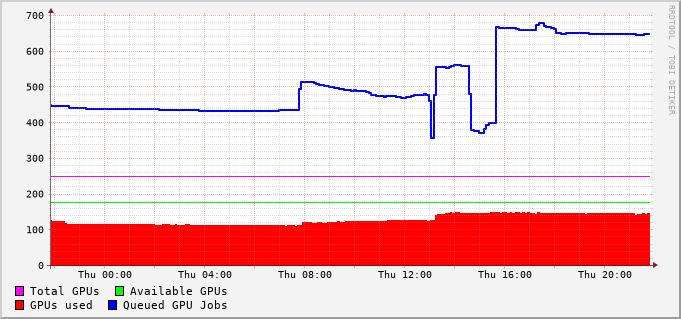 RRDTOOL / TOBI OETIKER
700
600
500
400
300
200
100
0
Thu 00:00 Thu 04:00 Thu 08:00 Thu 12:00 Thu 16:00 Thu 20:00
Total GPUs Available GPUs
GPUs used Queued GPU Jobs